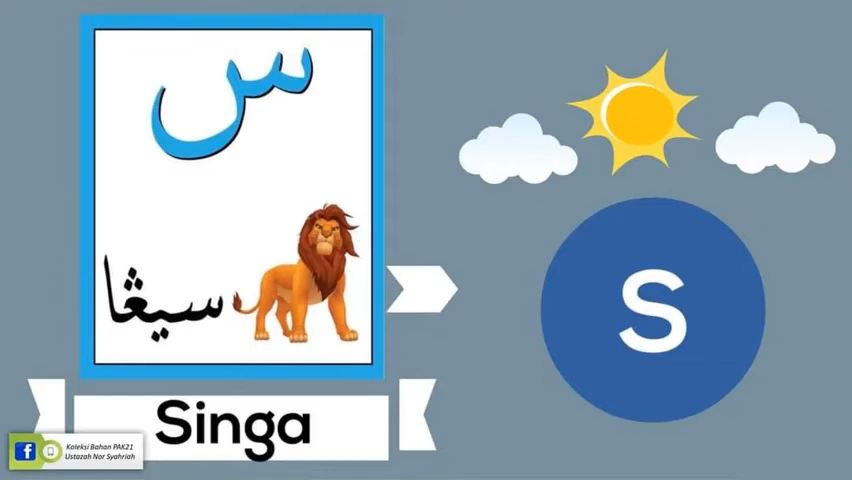 س
سيڠا
Singa
S
Koleksi Bahan PAK21
Ustazah Nor Syahriah